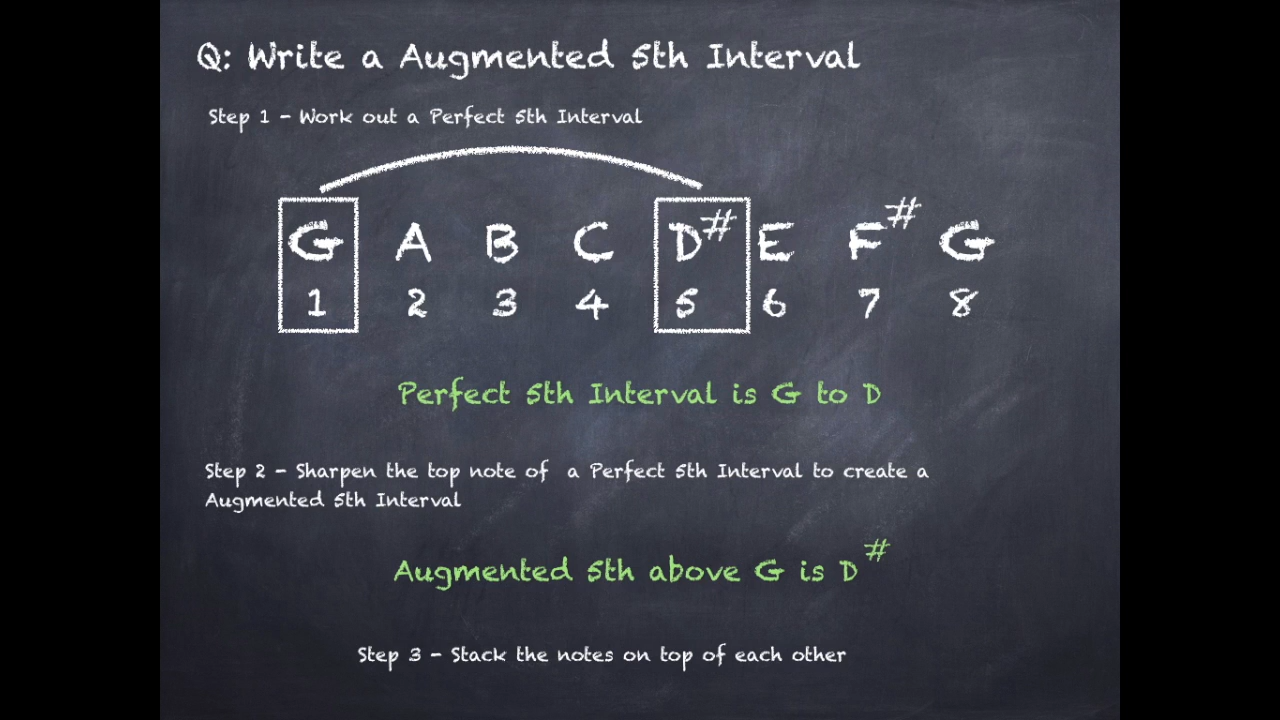 Q: Write a Augmented 5th Interval
Step 1 - Work out a Perfect 5th Interval
G A B C D# E F# G
1 2 3 4 5 6 7 8
Perfect 5th Interval is G to D
Step 2 - Sharpen the top note of a Perfect 5th Interval to create a
Augmented 5th Interval
Augmented 5th above G is D#
Step 3 - Stack the notes on top of each other